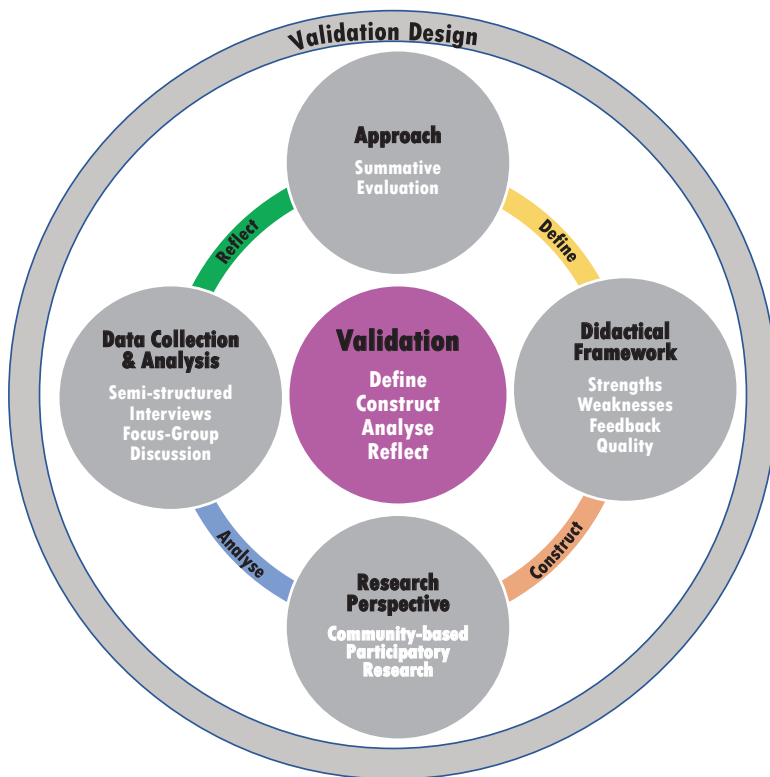 Validation Design
Approach
Summative
Evaluation
Reflect
Define
Data Collection
& Analysis
Semi-structured
Interviews
Focus-Group
Discussion
Validation
Define
Construct
Analyse
Reflect
Didactical
Framework
Strengths
Weaknesses
Feedback
Quality
Analyse
Construct
Research
Perspective
Community-based
Participatory
Research